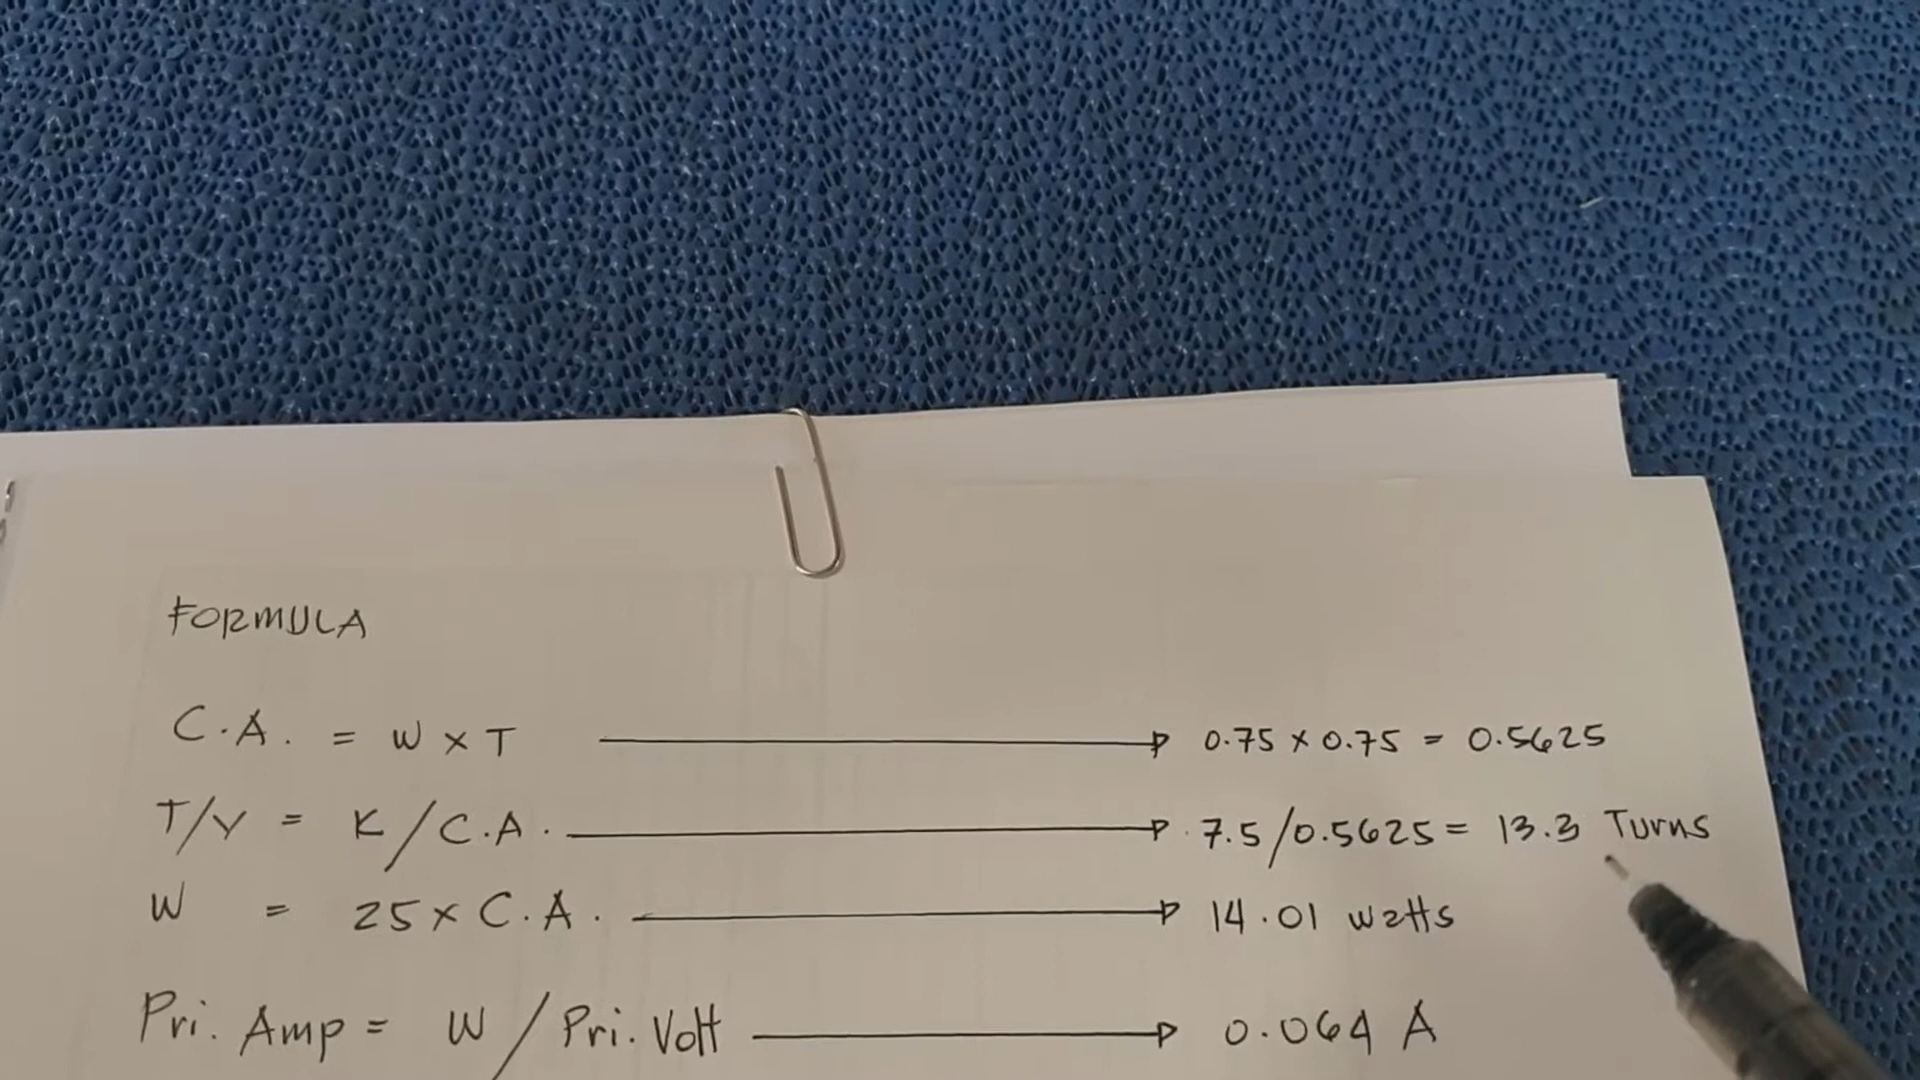 FORMULA
C.A. = W x T 0.75 x 0.75 = 0.5625
T/V = K/C.A. 7.5/0.5625 = 13.3 Turns
W = 25 x C.A. 14.01 watts
Pri. Amp = W / Pri. Volt 0.064 A